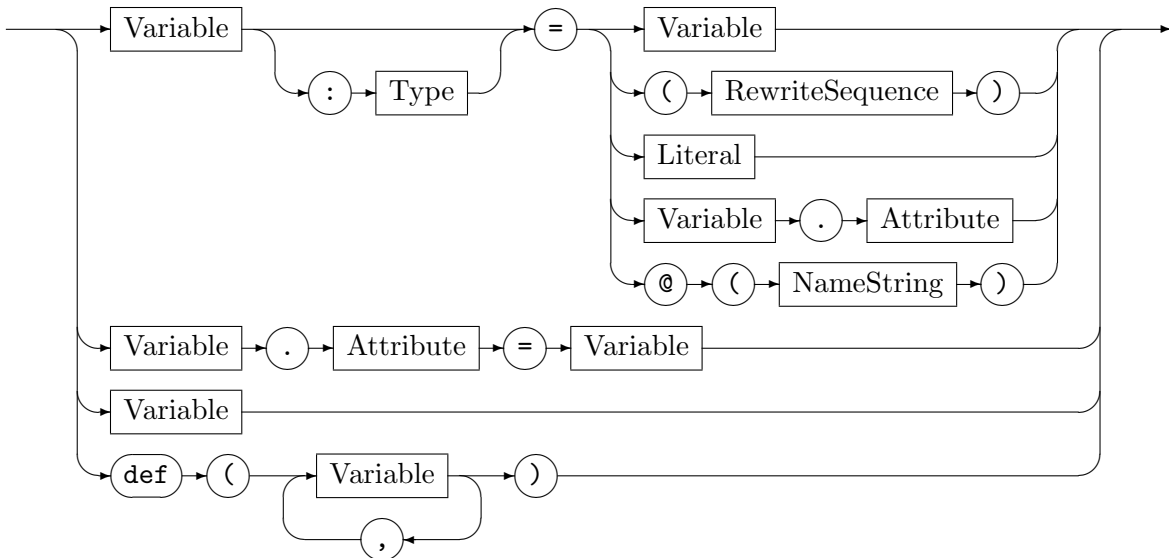 Variable = Variable
: Type ( RewriteSequence )
Literal
Variable . Attribute
@ ( NameString )
Variable . Attribute = Variable
Variable
def ( Variable )
,